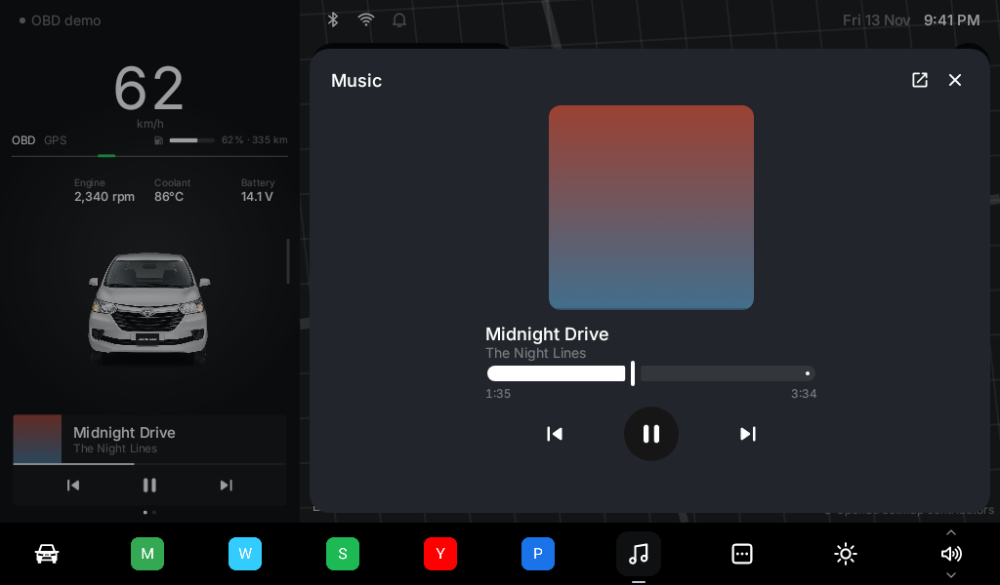 OBD demo
Fri 13 Nov 9:41 PM
62
km/h
OBD GPS
62% · 335 km
Engine Coolant Battery
2,340 rpm 86°C 14.1 V
Midnight Drive
The Night Lines
Music
Midnight Drive
The Night Lines
1:35 3:34
contributors
M W S Y P